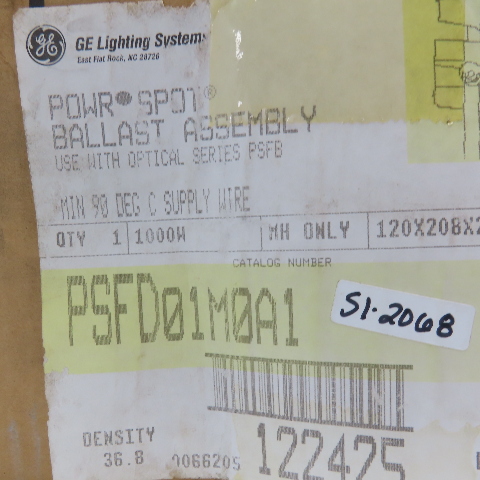 GE Lighting Systems
East Flat Rock, NC 28726
POWR•SPOT®
BALLAST ASSEMBLY
USE WITH OPTICAL SERIES PSFB
MIN 90 DEG C SUPPLY WIRE
QTY 1 1000W MH ONLY 120X208X2
CATALOG NUMBER
PSFD01M0A1
S1-2068
DENSITY
36.8 0066205 122425